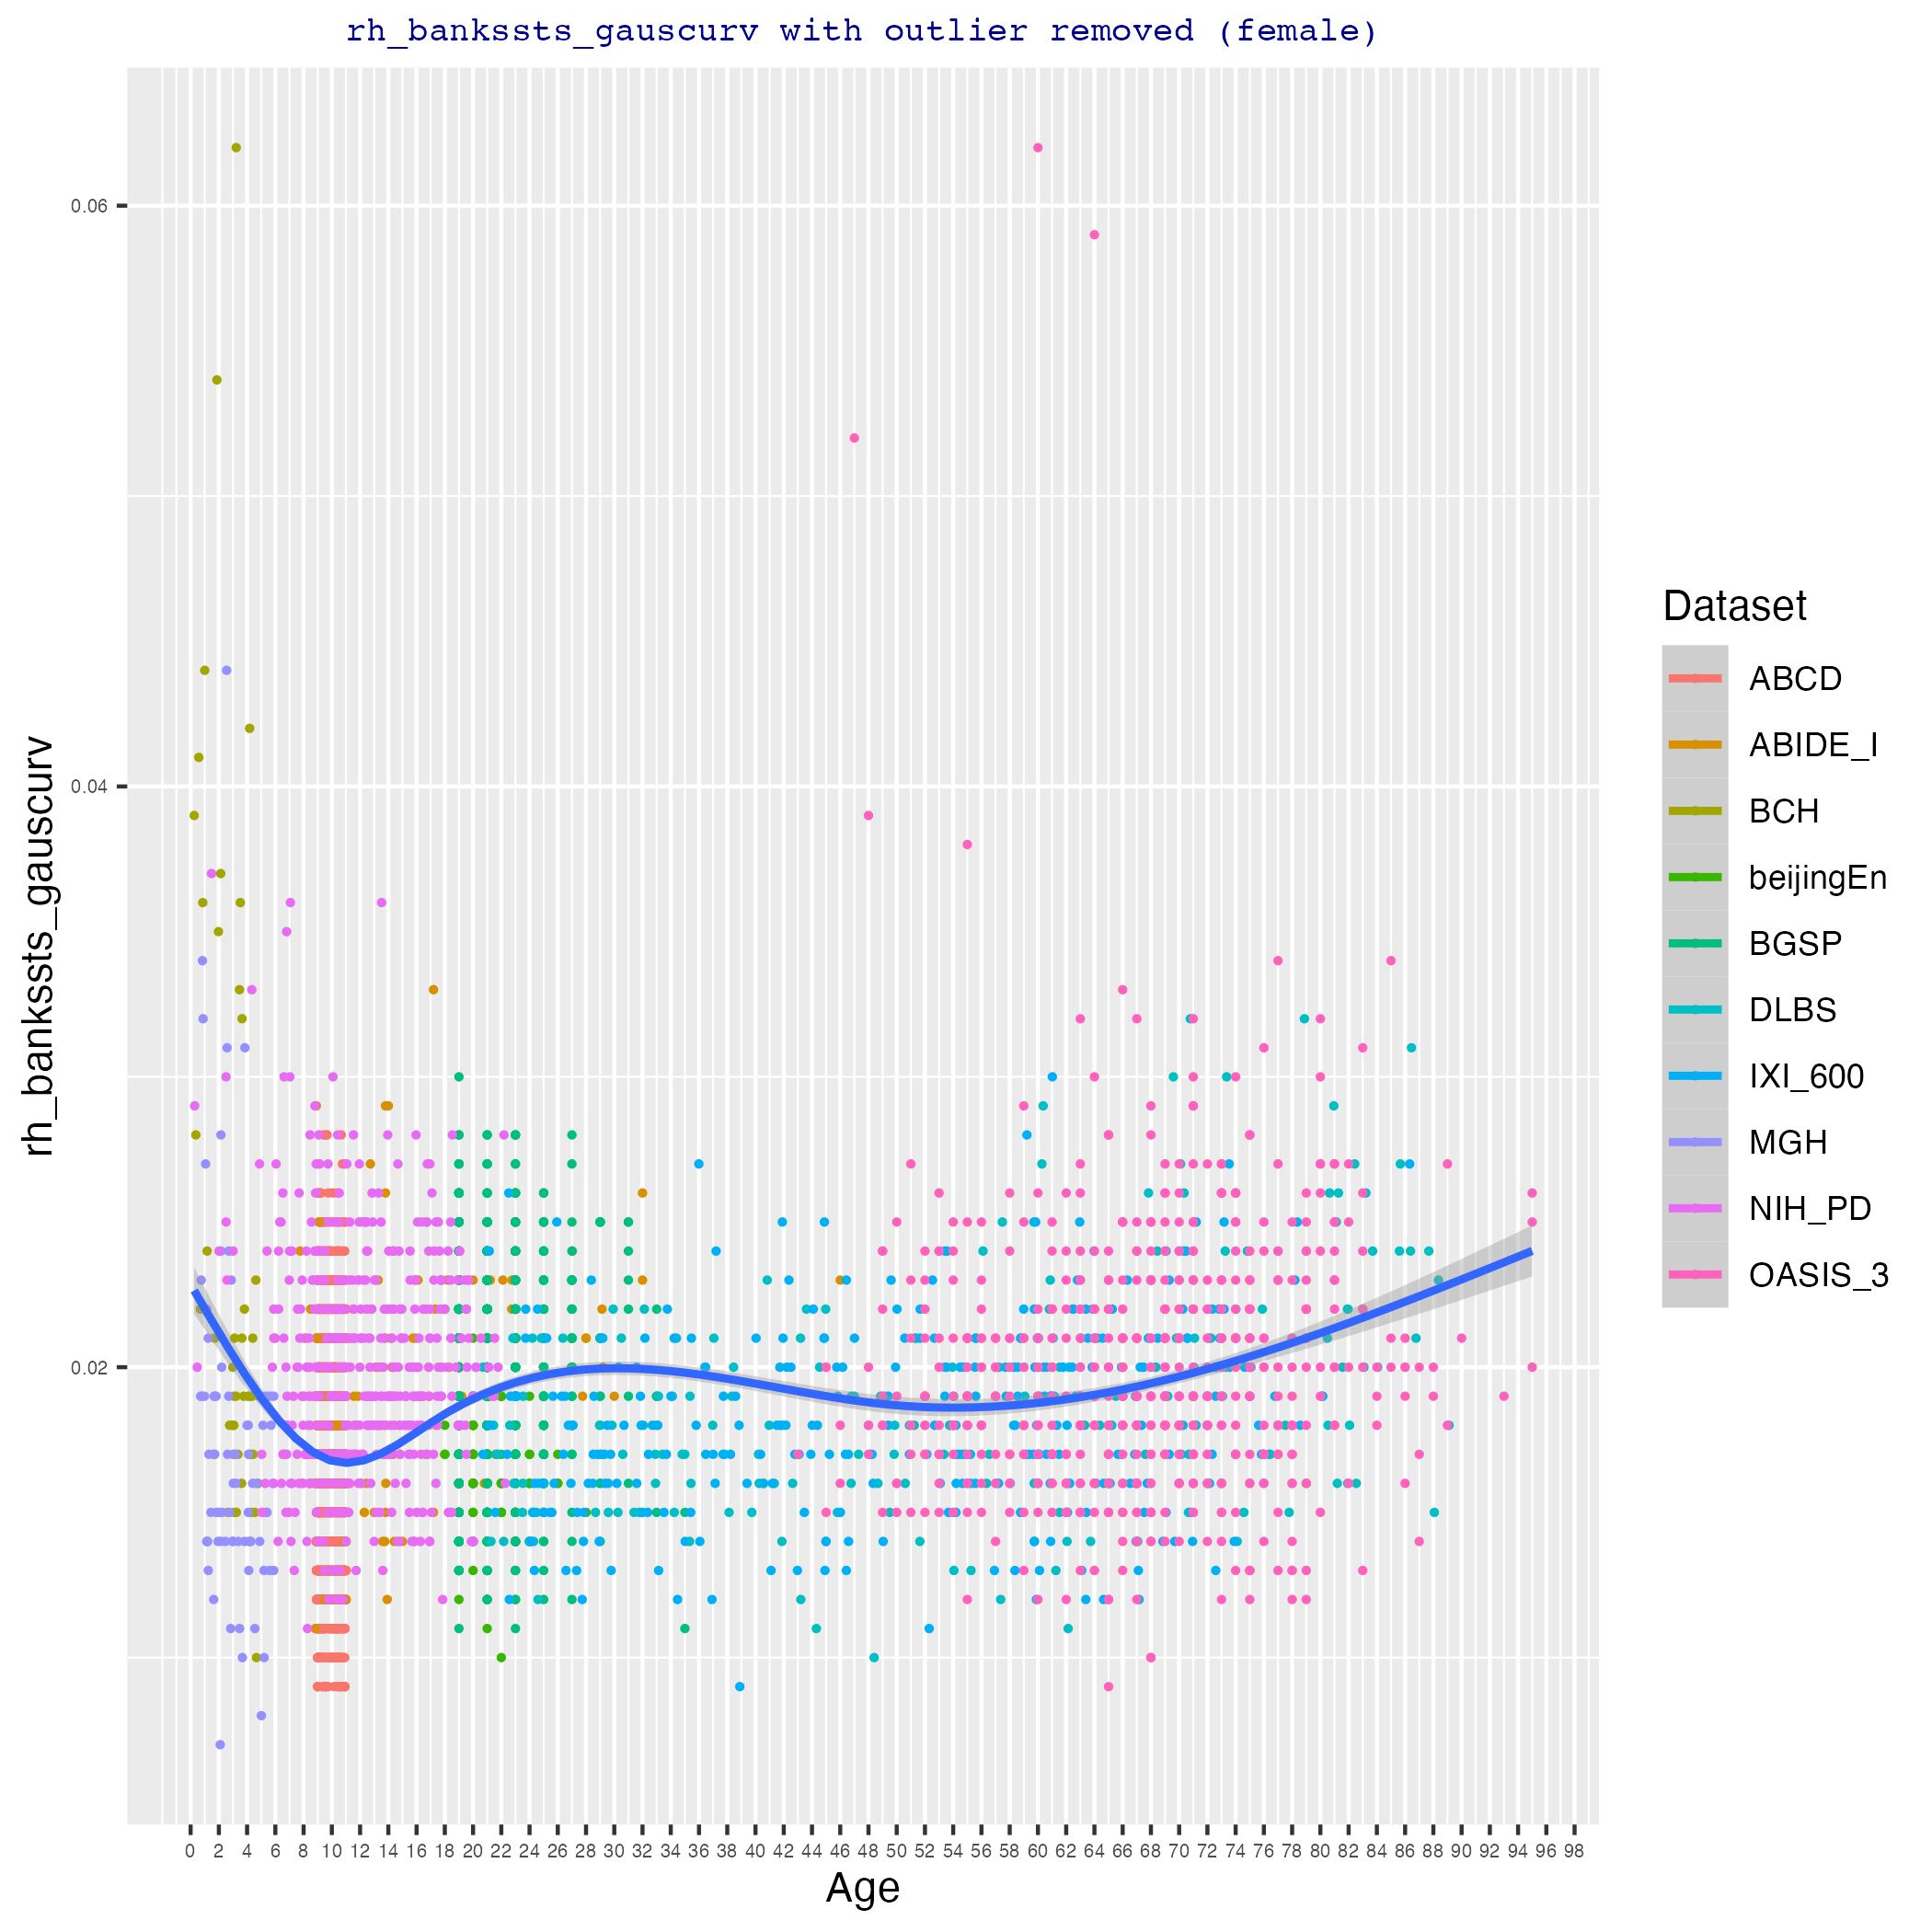 rh_bankssts_gauscurv with outlier removed (female)
rh_bankssts_gauscurv
0.06
0.04
0.02
0 2 4 6 8 10 12 14 16 18 20 22 24 26 28 30 32 34 36 38 40 42 44 46 48 50 52 54 56 58 60 62 64 66 68 70 72 74 76 78 80 82 84 86 88 90 92 94 96 98
Age
Dataset
ABCD
ABIDE_I
BCH
beijingEn
BGSP
DLBS
IXI_600
MGH
NIH_PD
OASIS_3